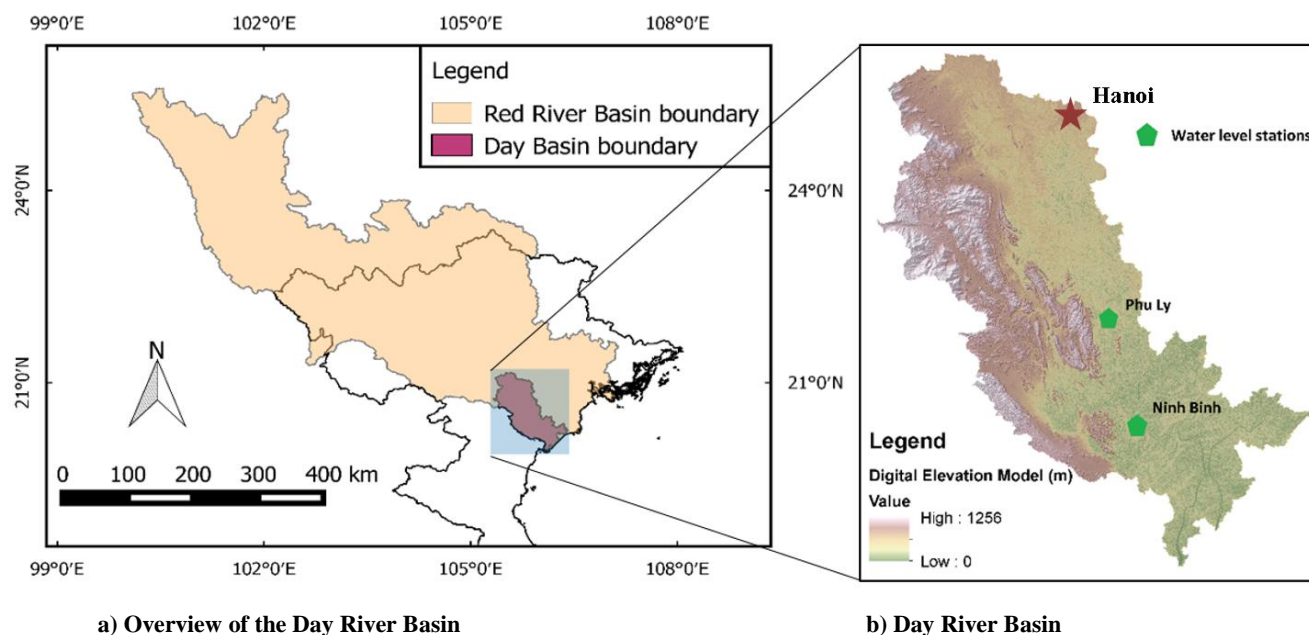 99°0′E
102°0′E
105°0′E
108°0′E
Legend
Red River Basin boundary
Day Basin boundary
24°0′N
24°0′N
21°0′N
21°0′N
N
0 100 200 300 400 km
99°0′E
102°0′E
105°0′E
108°0′E
Hanoi
Water level stations
Phu Ly
Ninh Binh
Legend
Digital Elevation Model (m)
Value
High : 1256
Low : 0
a) Overview of the Day River Basin
b) Day River Basin